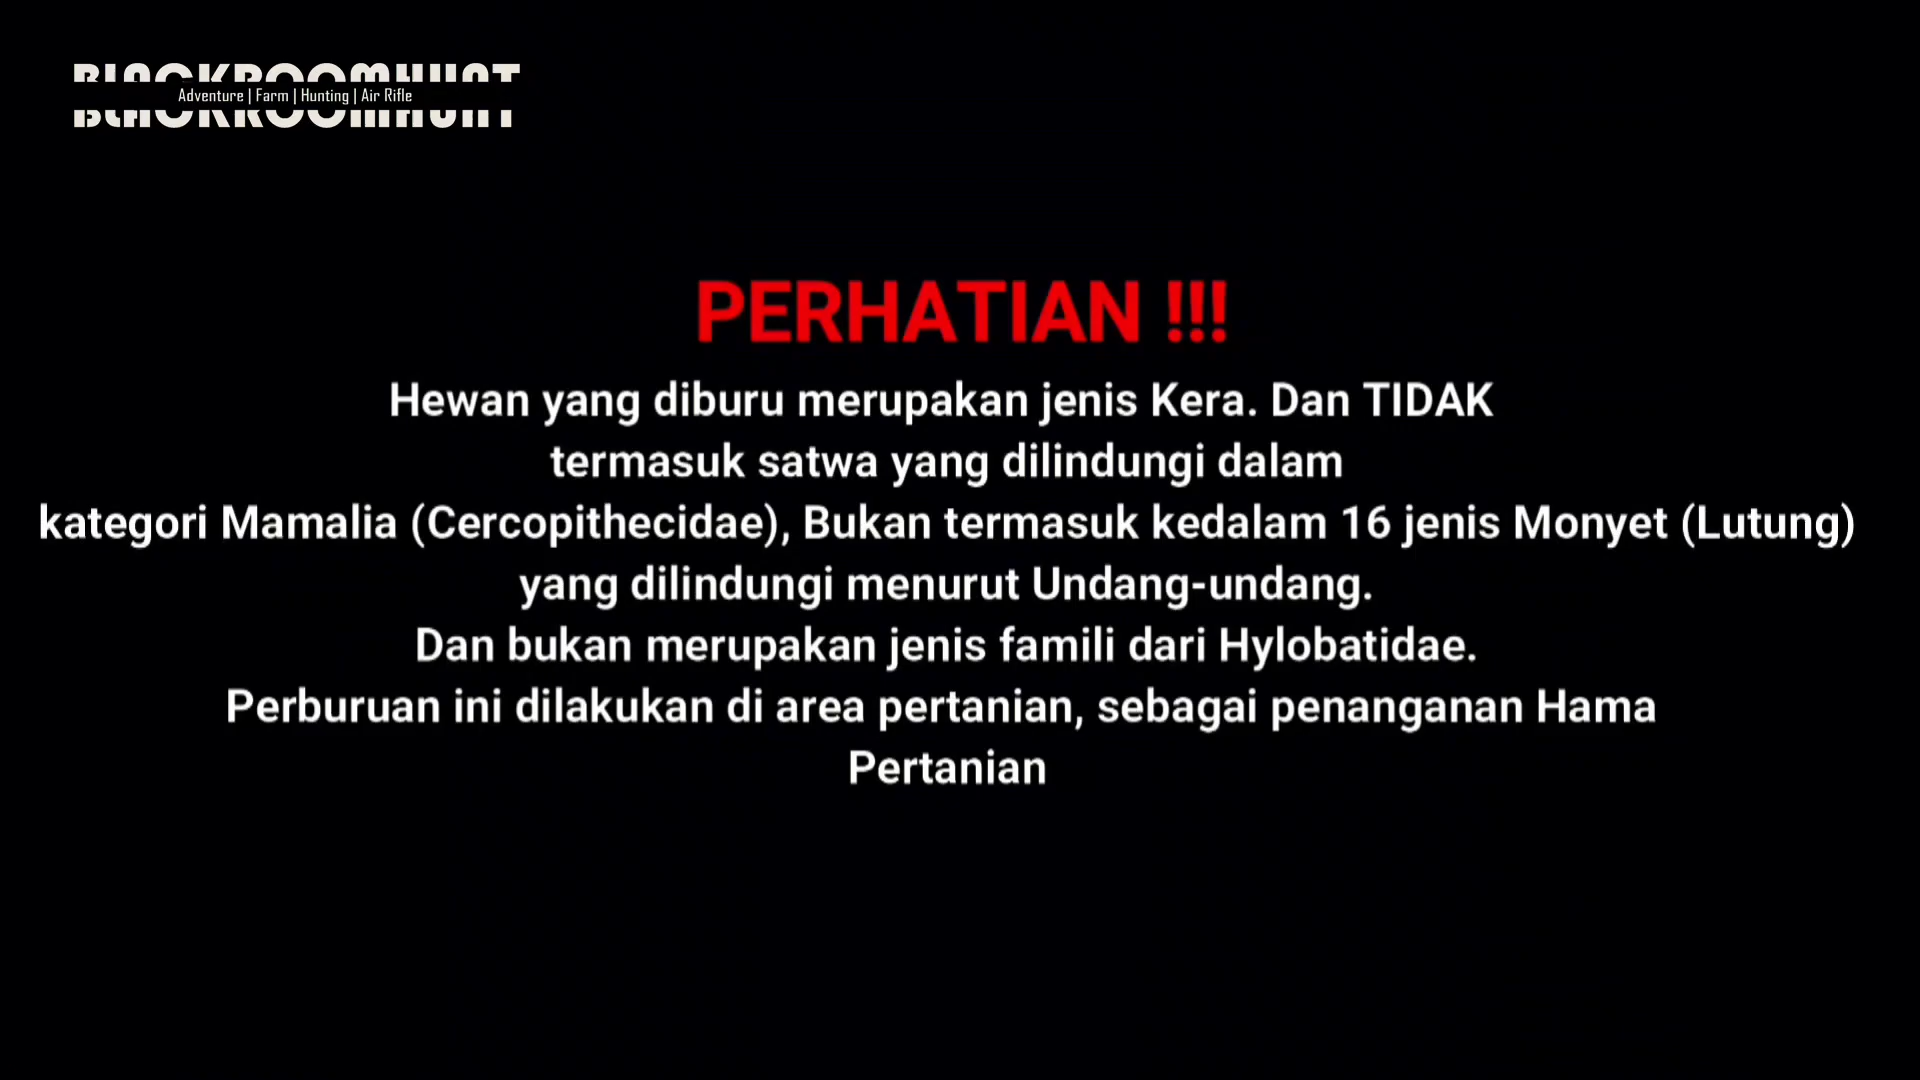 BLACKROOMHUNT
Adventure | Farm | Hunting | Air Rifle
PERHATIAN !!!
Hewan yang diburu merupakan jenis Kera. Dan TIDAK
termasuk satwa yang dilindungi dalam
kategori Mamalia (Cercopithecidae), Bukan termasuk kedalam 16 jenis Monyet (Lutung)
yang dilindungi menurut Undang-undang.
Dan bukan merupakan jenis famili dari Hylobatidae.
Perburuan ini dilakukan di area pertanian, sebagai penanganan Hama
Pertanian